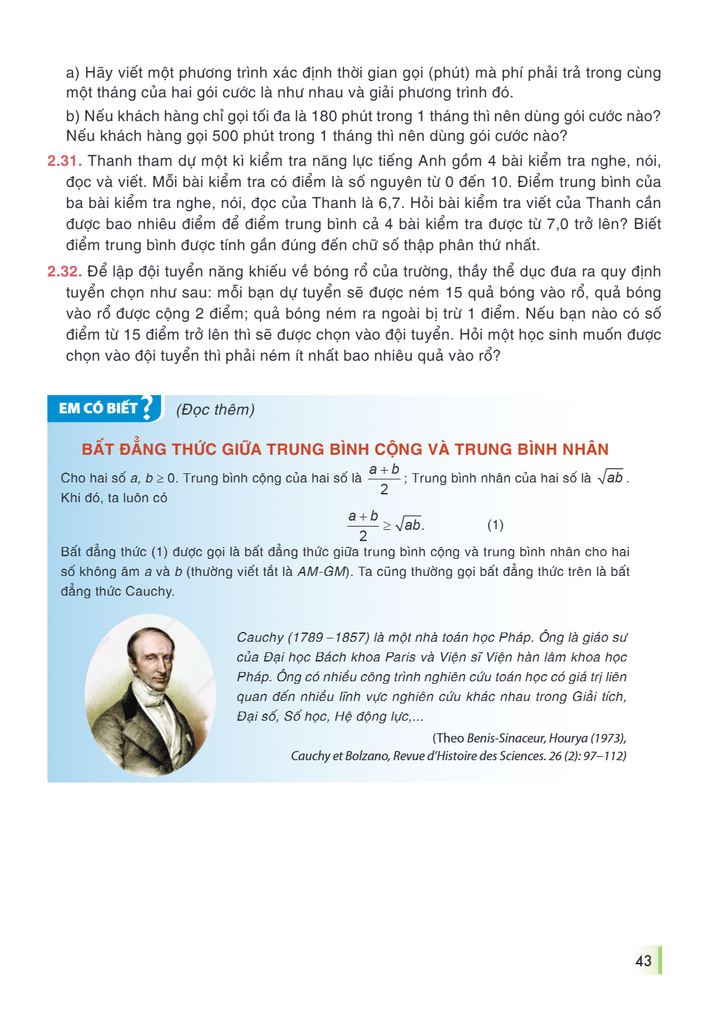 a) Hãy viết một phương trình xác định thời gian gọi (phút) mà phí phải trả trong cùng
một tháng của hai gói cước là như nhau và giải phương trình đó.
b) Nếu khách hàng chỉ gọi tối đa là 180 phút trong 1 tháng thì nên dùng gói cước nào?
Nếu khách hàng gọi 500 phút trong 1 tháng thì nên dùng gói cước nào?
2.31. Thanh tham dự một kì kiểm tra năng lực tiếng Anh gồm 4 bài kiểm tra nghe, nói,
đọc và viết. Mỗi bài kiểm tra có điểm là số nguyên từ 0 đến 10. Điểm trung bình của
ba bài kiểm tra nghe, nói, đọc của Thanh là 6,7. Hỏi bài kiểm tra viết của Thanh cần
được bao nhiêu điểm để điểm trung bình cả 4 bài kiểm tra được từ 7,0 trở lên? Biết
điểm trung bình được tính gần đúng đến chữ số thập phân thứ nhất.
2.32. Để lập đội tuyển năng khiếu về bóng rổ của trường, thầy thể dục đưa ra quy định
tuyển chọn như sau: mỗi bạn dự tuyển sẽ được ném 15 quả bóng vào rổ, quả bóng
vào rổ được cộng 2 điểm; quả bóng ném ra ngoài bị trừ 1 điểm. Nếu bạn nào có số
điểm từ 15 điểm trở lên thì sẽ được chọn vào đội tuyển. Hỏi một học sinh muốn được
chọn vào đội tuyển thì phải ném ít nhất bao nhiêu quả vào rổ?
EM CÓ BIẾT? (Đọc thêm)
BẤT ĐẲNG THỨC GIỮA TRUNG BÌNH CỘNG VÀ TRUNG BÌNH NHÂN
Cho hai số a, b ≥ 0. Trung bình cộng của hai số là (a + b)/2 ; Trung bình nhân của hai số là √ab .
Khi đó, ta luôn có
(a + b)/2 ≥ √ab. (1)
Bất đẳng thức (1) được gọi là bất đẳng thức giữa trung bình cộng và trung bình nhân cho hai
số không âm a và b (thường viết tắt là AM-GM). Ta cũng thường gọi bất đẳng thức trên là bất
đẳng thức Cauchy.
Cauchy (1789 –1857) là một nhà toán học Pháp. Ông là giáo sư
của Đại học Bách khoa Paris và Viện sĩ Viện hàn lâm khoa học
Pháp. Ông có nhiều công trình nghiên cứu toán học có giá trị liên
quan đến nhiều lĩnh vực nghiên cứu khác nhau trong Giải tích,
Đại số, Số học, Hệ động lực,...
(Theo Benis-Sinaceur, Hourya (1973),
Cauchy et Bolzano, Revue d'Histoire des Sciences. 26 (2): 97–112)
43